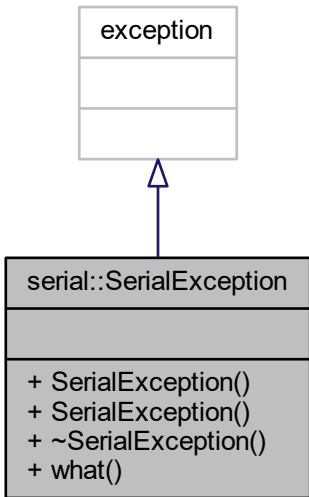 exception
serial::SerialException
+ SerialException()
+ SerialException()
+ ~SerialException()
+ what()